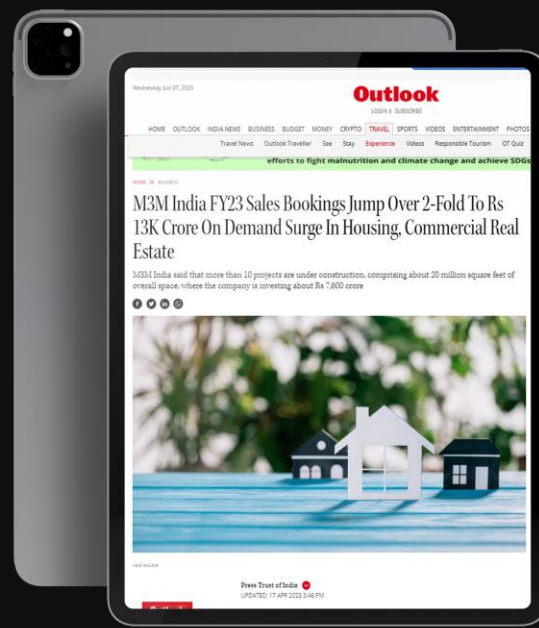 Wednesday, Jun 07, 2023
Outlook
LOGIN | SUBSCRIBE
HOME OUTLOOK INDIA NEWS BUSINESS BUDGET MONEY CRYPTO TRAVEL SPORTS VIDEOS ENTERTAINMENT PHOTOS
Travel News Outlook Traveller See Stay Experience Videos Responsible Tourism OT Quiz
efforts to fight malnutrition and climate change and achieve SDGs
HOME BUSINESS
M3M India FY23 Sales Bookings Jump Over 2-Fold To Rs
13K Crore On Demand Surge In Housing, Commercial Real
Estate
M3M India said that more than 10 projects are under construction, comprising about 20 million square feet of
overall space, where the company is investing about Rs 7,600 crore
Press Trust of India
UPDATED: 17 APR 2023 3:46 PM